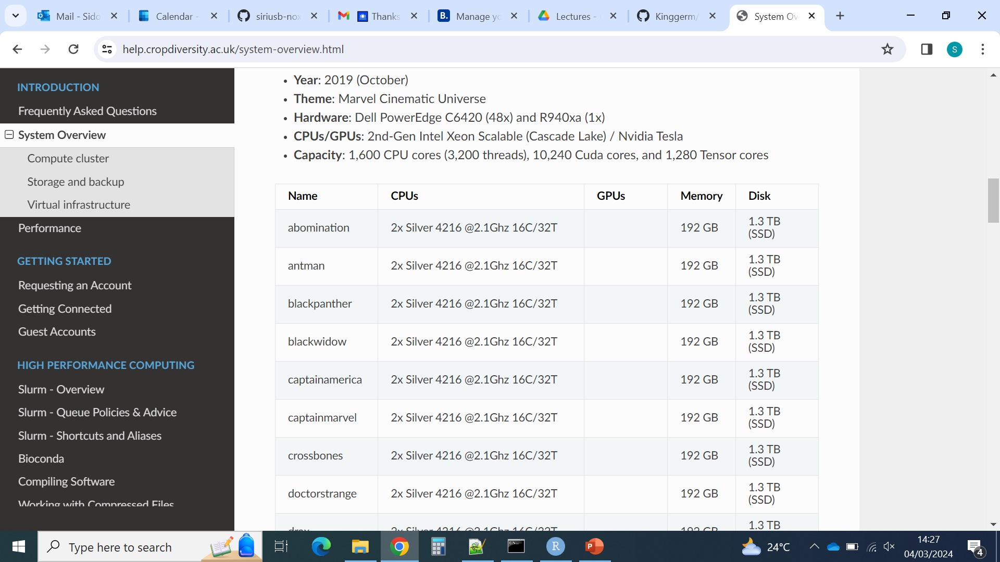 Mail - Sido
Calendar -
siriusb-nox
Thanks
B.
Manage yo
Lectures -
Kinggerm/
System Ov
help.cropdiversity.ac.uk/system-overview.html
S
INTRODUCTION
Frequently Asked Questions
System Overview
Compute cluster
Storage and backup
Virtual infrastructure
Performance
GETTING STARTED
Requesting an Account
Getting Connected
Guest Accounts
HIGH PERFORMANCE COMPUTING
Slurm - Overview
Slurm - Queue Policies & Advice
Slurm - Shortcuts and Aliases
Bioconda
Compiling Software
Working with Compressed Files
• Year: 2019 (October)
• Theme: Marvel Cinematic Universe
• Hardware: Dell PowerEdge C6420 (48x) and R940xa (1x)
• CPUs/GPUs: 2nd-Gen Intel Xeon Scalable (Cascade Lake) / Nvidia Tesla
• Capacity: 1,600 CPU cores (3,200 threads), 10,240 Cuda cores, and 1,280 Tensor cores
Name CPUs GPUs Memory Disk
abomination 2x Silver 4216 @2.1Ghz 16C/32T 192 GB 1.3 TB
(SSD)
antman 2x Silver 4216 @2.1Ghz 16C/32T 192 GB 1.3 TB
(SSD)
blackpanther 2x Silver 4216 @2.1Ghz 16C/32T 192 GB 1.3 TB
(SSD)
blackwidow 2x Silver 4216 @2.1Ghz 16C/32T 192 GB 1.3 TB
(SSD)
captainamerica 2x Silver 4216 @2.1Ghz 16C/32T 192 GB 1.3 TB
(SSD)
captainmarvel 2x Silver 4216 @2.1Ghz 16C/32T 192 GB 1.3 TB
(SSD)
crossbones 2x Silver 4216 @2.1Ghz 16C/32T 192 GB 1.3 TB
(SSD)
doctorstrange 2x Silver 4216 @2.1Ghz 16C/32T 192 GB 1.3 TB
(SSD)
drax 2x Silver 4216 @2.1Ghz 16C/32T 192 GB 1.3 TB
Type here to search
R
P
24°C
14:27
04/03/2024
4